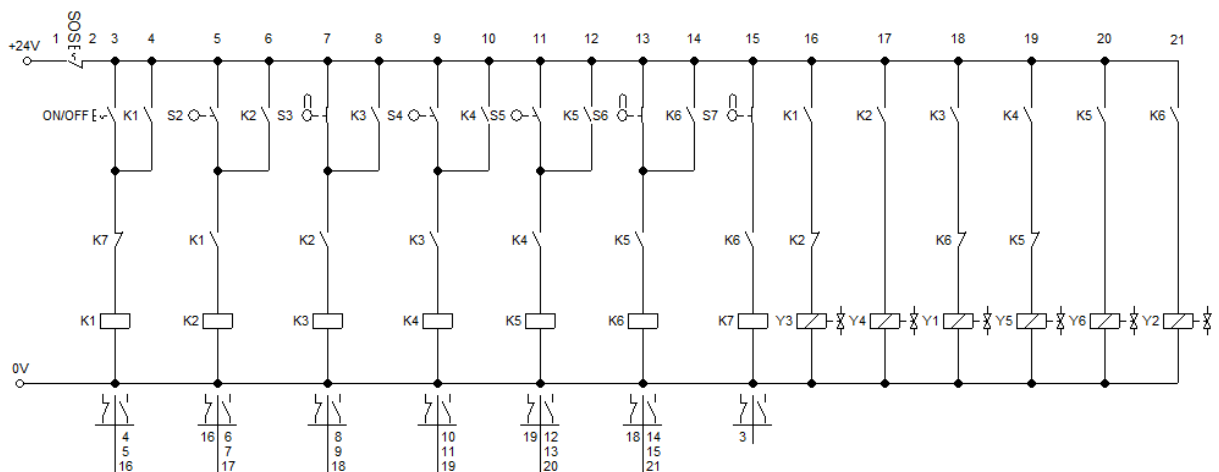 SOS
+24V 1 2 3 4 5 6 7 8 9 10 11 12 13 14 15 16 17 18 19 20 21
ON/OFF K1 S2 K2 S3 K3 S4 K4 S5 K5 S6 K6 S7 K1 K2 K3 K4 K5 K6
K7 K1 K2 K3 K4 K5 K6 K2 K6 K5
K1 K2 K3 K4 K5 K6 K7 Y3 Y4 Y1 Y5 Y6 Y2
0V
4 16 6 8 10 19 12 18 14 3
5 7 9 11 13 15
16 17 18 19 20 21